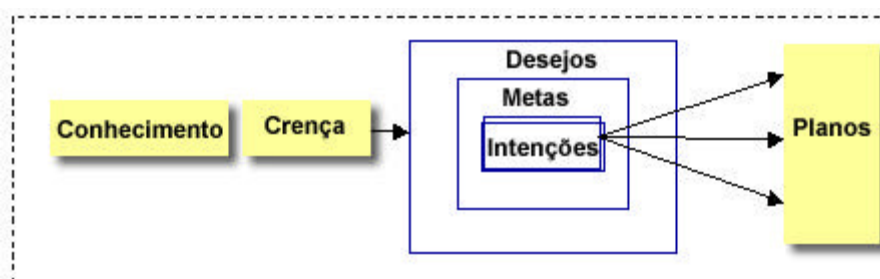 Conhecimento
Crença
Desejos
Metas
Intenções
Planos